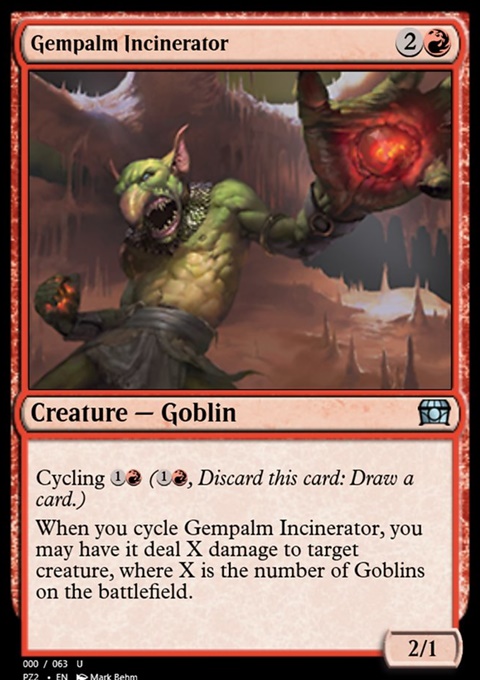 Gempalm Incinerator 2
Creature — Goblin
Cycling 1 (1, Discard this card: Draw a
card.)
When you cycle Gempalm Incinerator, you
may have it deal X damage to target
creature, where X is the number of Goblins
on the battlefield.
2/1
000 / 063 U
PZ2 • EN Mark Behm